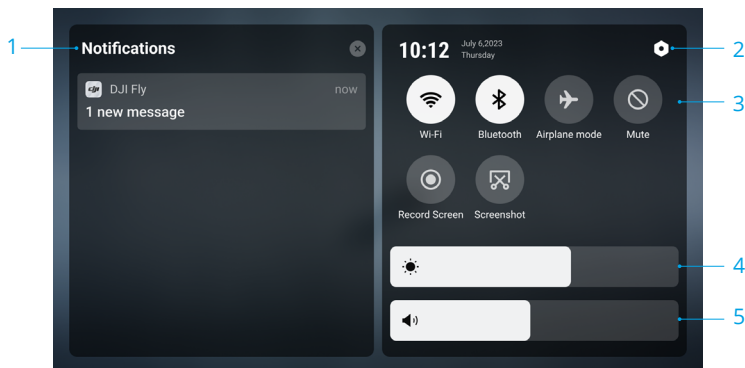 1
Notifications
DJI Fly
now
1 new message
10:12
July 6,2023
Thursday
2
Wi-Fi
Bluetooth
Airplane mode
Mute
3
Record Screen
Screenshot
4
5